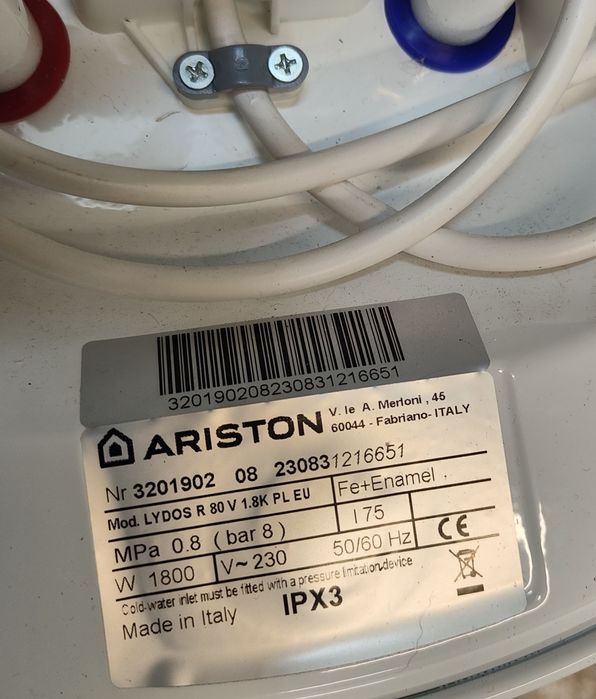 320190208230831216651
ARISTON
V. le A. Merloni , 45
60044 - Fabriano- ITALY
Nr 3201902 08 230831216651
Mod. LYDOS R 80 V 1.8K PL EU
Fe+Enamel
MPa 0.8 ( bar 8 )
l 75
CE
W 1800
V~ 230
50/60 Hz
Cold-water inlet must be fitted with a pressure limitation device
Made in Italy
IPX3